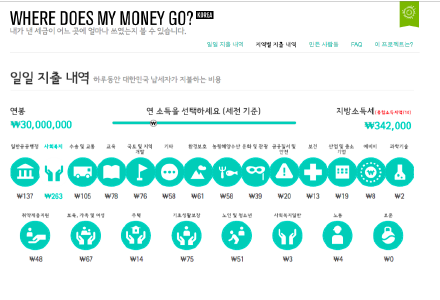 WHERE DOES MY MONEY GO? KOREA
내가 낸 세금이 어느 곳에 얼마나 쓰였는지 볼 수 있습니다.
일일 지출 내역 지역별 지출 내역 만든 사람들 FAQ 이 프로젝트는?
일일 지출 내역 하루동안 대한민국 납세자가 지불하는 비용
연봉 연 소득을 선택하세요 (세전 기준) 지방소득세
₩30,000,000 ₩342,000
일반공공행정 사회복지 수송 및 교통 교육 국토 및 지역개발 기타 환경보호 농림해양수산 문화 및 관광 공공질서 및 안전 보건 산업 및 중소기업 예비비 과학기술
₩137 ₩263 ₩105 ₩78 ₩76 ₩58 ₩61 ₩58 ₩39 ₩20 ₩13 ₩19 ₩8 ₩2
취약계층지원 보육, 가족 및 여성 주택 기초생활보장 노인 및 청소년 사회복지일반 노동 보훈
₩48 ₩67 ₩14 ₩75 ₩51 ₩3 ₩4 ₩0